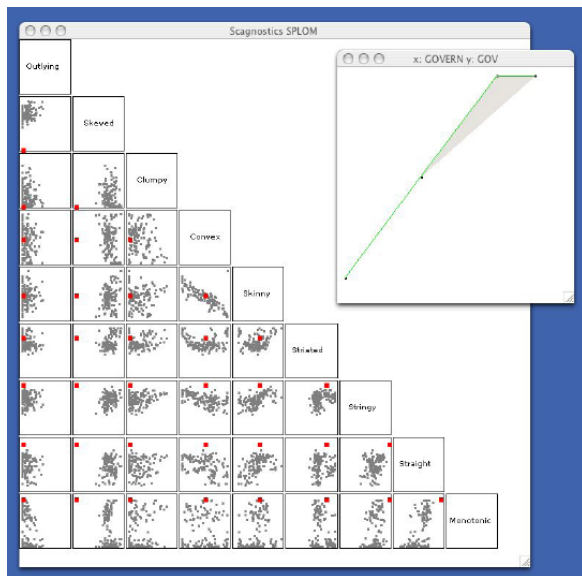 Scagnostics SPLOM
x: GOVERN y: GOV
Outlying
Skewed
Clumpy
Convex
Skinny
Striated
Stringy
Straight
Monotonic